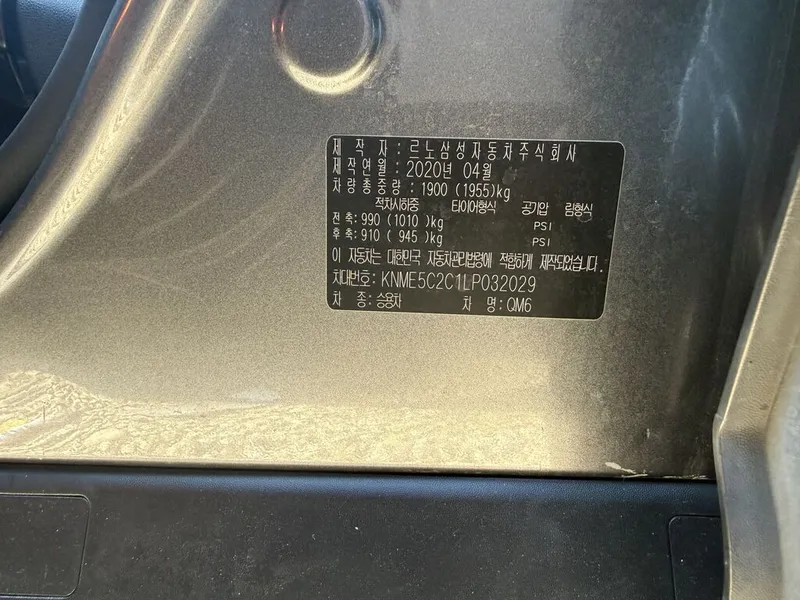 제 작 자 : 르노삼성자동차주식회사
제작연월 : 2020년 04월
차량총중량 : 1900 (1955)kg
적차시하중 타이어형식 공기압 림형식
전 축: 990 (1010 )kg PSI
후 축: 910 ( 945 )kg PSI
이 자동차는 대한민국 자동차관리법령에 적합하게 제작되었습니다.
차대번호: KNME5C2C1LP032029
차 종: 승용차 차 명: QM6